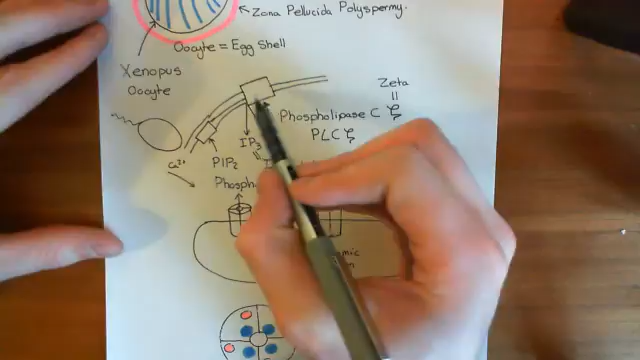 Zona Pellucida Polyspermy.
Oocyte = Egg Shell
Xenopus
Oocyte
Zeta
=
Phospholipase C ζ
PLC ζ
IP3
PIP2
Ca2+